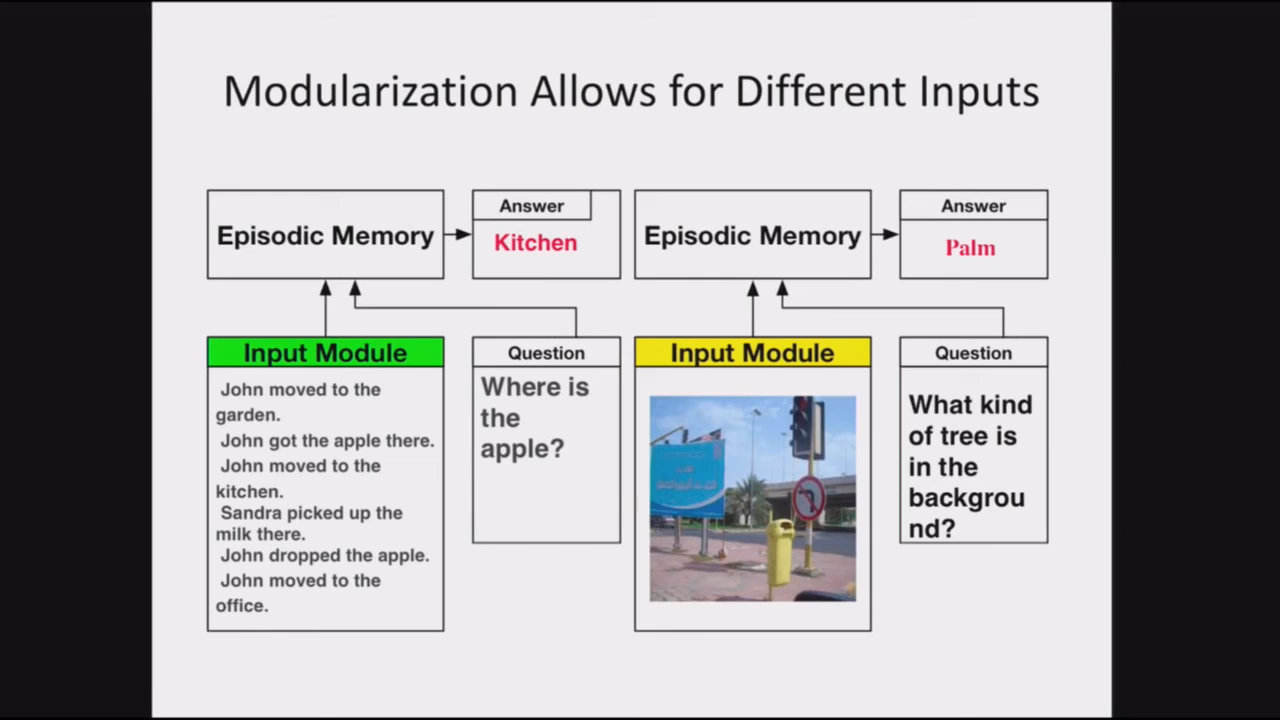 Modularization Allows for Different Inputs
Episodic Memory
Answer
Kitchen
Input Module
John moved to the
garden.
John got the apple there.
John moved to the
kitchen.
Sandra picked up the
milk there.
John dropped the apple.
John moved to the
office.
Question
Where is
the
apple?
Episodic Memory
Answer
Palm
Input Module
Question
What kind
of tree is
in the
backgrou
nd?